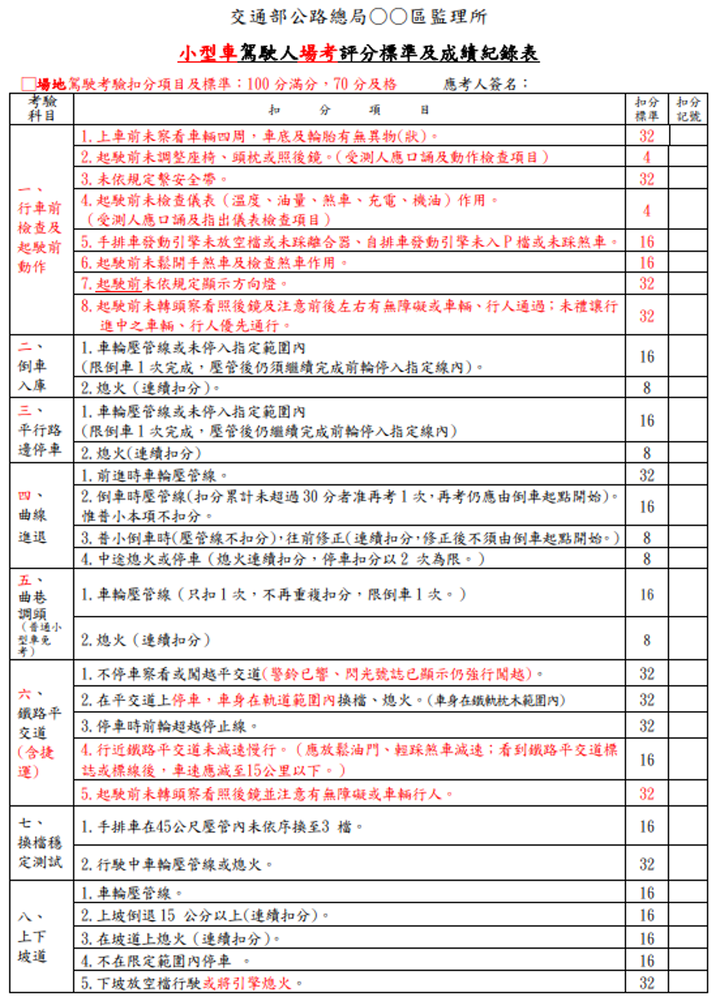 交通部公路總局○○區監理所
小型車駕駛人場考評分標準及成績紀錄表
□場地駕駛考驗扣分項目及標準：100分滿分，70分及格 應考人簽名：
考驗科目 扣 分 項 目 扣分標準 扣分記號
一、行車前檢查及起駛前動作
1.上車前未察看車輛四周，車底及輪胎有無異物(狀)。 32
2.起駛前未調整座椅、頭枕或照後鏡。(受測人應口誦及動作檢查項目) 4
3.未依規定繫安全帶。 32
4.起駛前未檢查儀表（溫度、油量、煞車、充電、機油）作用。
（受測人應口誦及指出儀表檢查項目） 4
5.手排車發動引擎未放空檔或未踩離合器、自排車發動引擎未入P檔或未踩煞車。 16
6.起駛前未鬆開手煞車及檢查煞車作用。 16
7.起駛前未依規定顯示方向燈。 32
8.起駛前未轉頭察看照後鏡及注意前後左右有無障礙或車輛、行人通過；未禮讓行
進中之車輛、行人優先通行。 32
二、倒車入庫
1.車輪壓管線或未停入指定範圍內
(限倒車1次完成，壓管後仍須繼續完成前輪停入指定線內)。 16
2.熄火（連續扣分）。 8
三、平行路邊停車
1.車輪壓管線或未停入指定範圍內
(限倒車1次完成，壓管後仍繼續完成前輪停入指定線內) 16
2.熄火(連續扣分) 8
四、曲線進退
1.前進時車輪壓管線。 32
2.倒車時壓管線(扣分累計未超過30分者准再考1次，再考仍應由倒車起點開始)。
惟普小本項不扣分。 16
3.普小倒車時(壓管線不扣分)，往前修正(連續扣分，修正後不須由倒車起點開始。) 8
4.中途熄火或停車（熄火連續扣分，停車扣分以2 次為限。） 8
五、曲巷調頭（普通小型車免考）
1.車輪壓管線（只扣1次，不再重複扣分，限倒車1次。） 16
2.熄火（連續扣分） 8
六、鐵路平交道(含捷運)
1.不停車察看或闖越平交道(警鈴已響、閃光號誌已顯示仍強行闖越)。 32
2.在平交道上停車，車身在軌道範圍內換檔、熄火。(車身在鐵軌枕木範圍內) 32
3.停車時前輪超越停止線。 32
4.行近鐵路平交道未減速慢行。（應放鬆油門、輕踩煞車減速；看到鐵路平交道標
誌或標線後，車速應減至15公里以下。） 16
5.起駛前未轉頭察看照後鏡並注意有無障礙或車輛行人。 32
七、換檔穩定測試
1.手排車在45公尺壓管內未依序換至3 檔。 16
2.行駛中車輪壓管線或熄火。 32
八、上下坡道
1.車輪壓管線。 16
2.上坡倒退15 公分以上(連續扣分)。 16
3.在坡道上熄火（連續扣分）。 16
4.不在限定範圍內停車 。 16
5.下坡放空檔行駛或將引擎熄火。 32